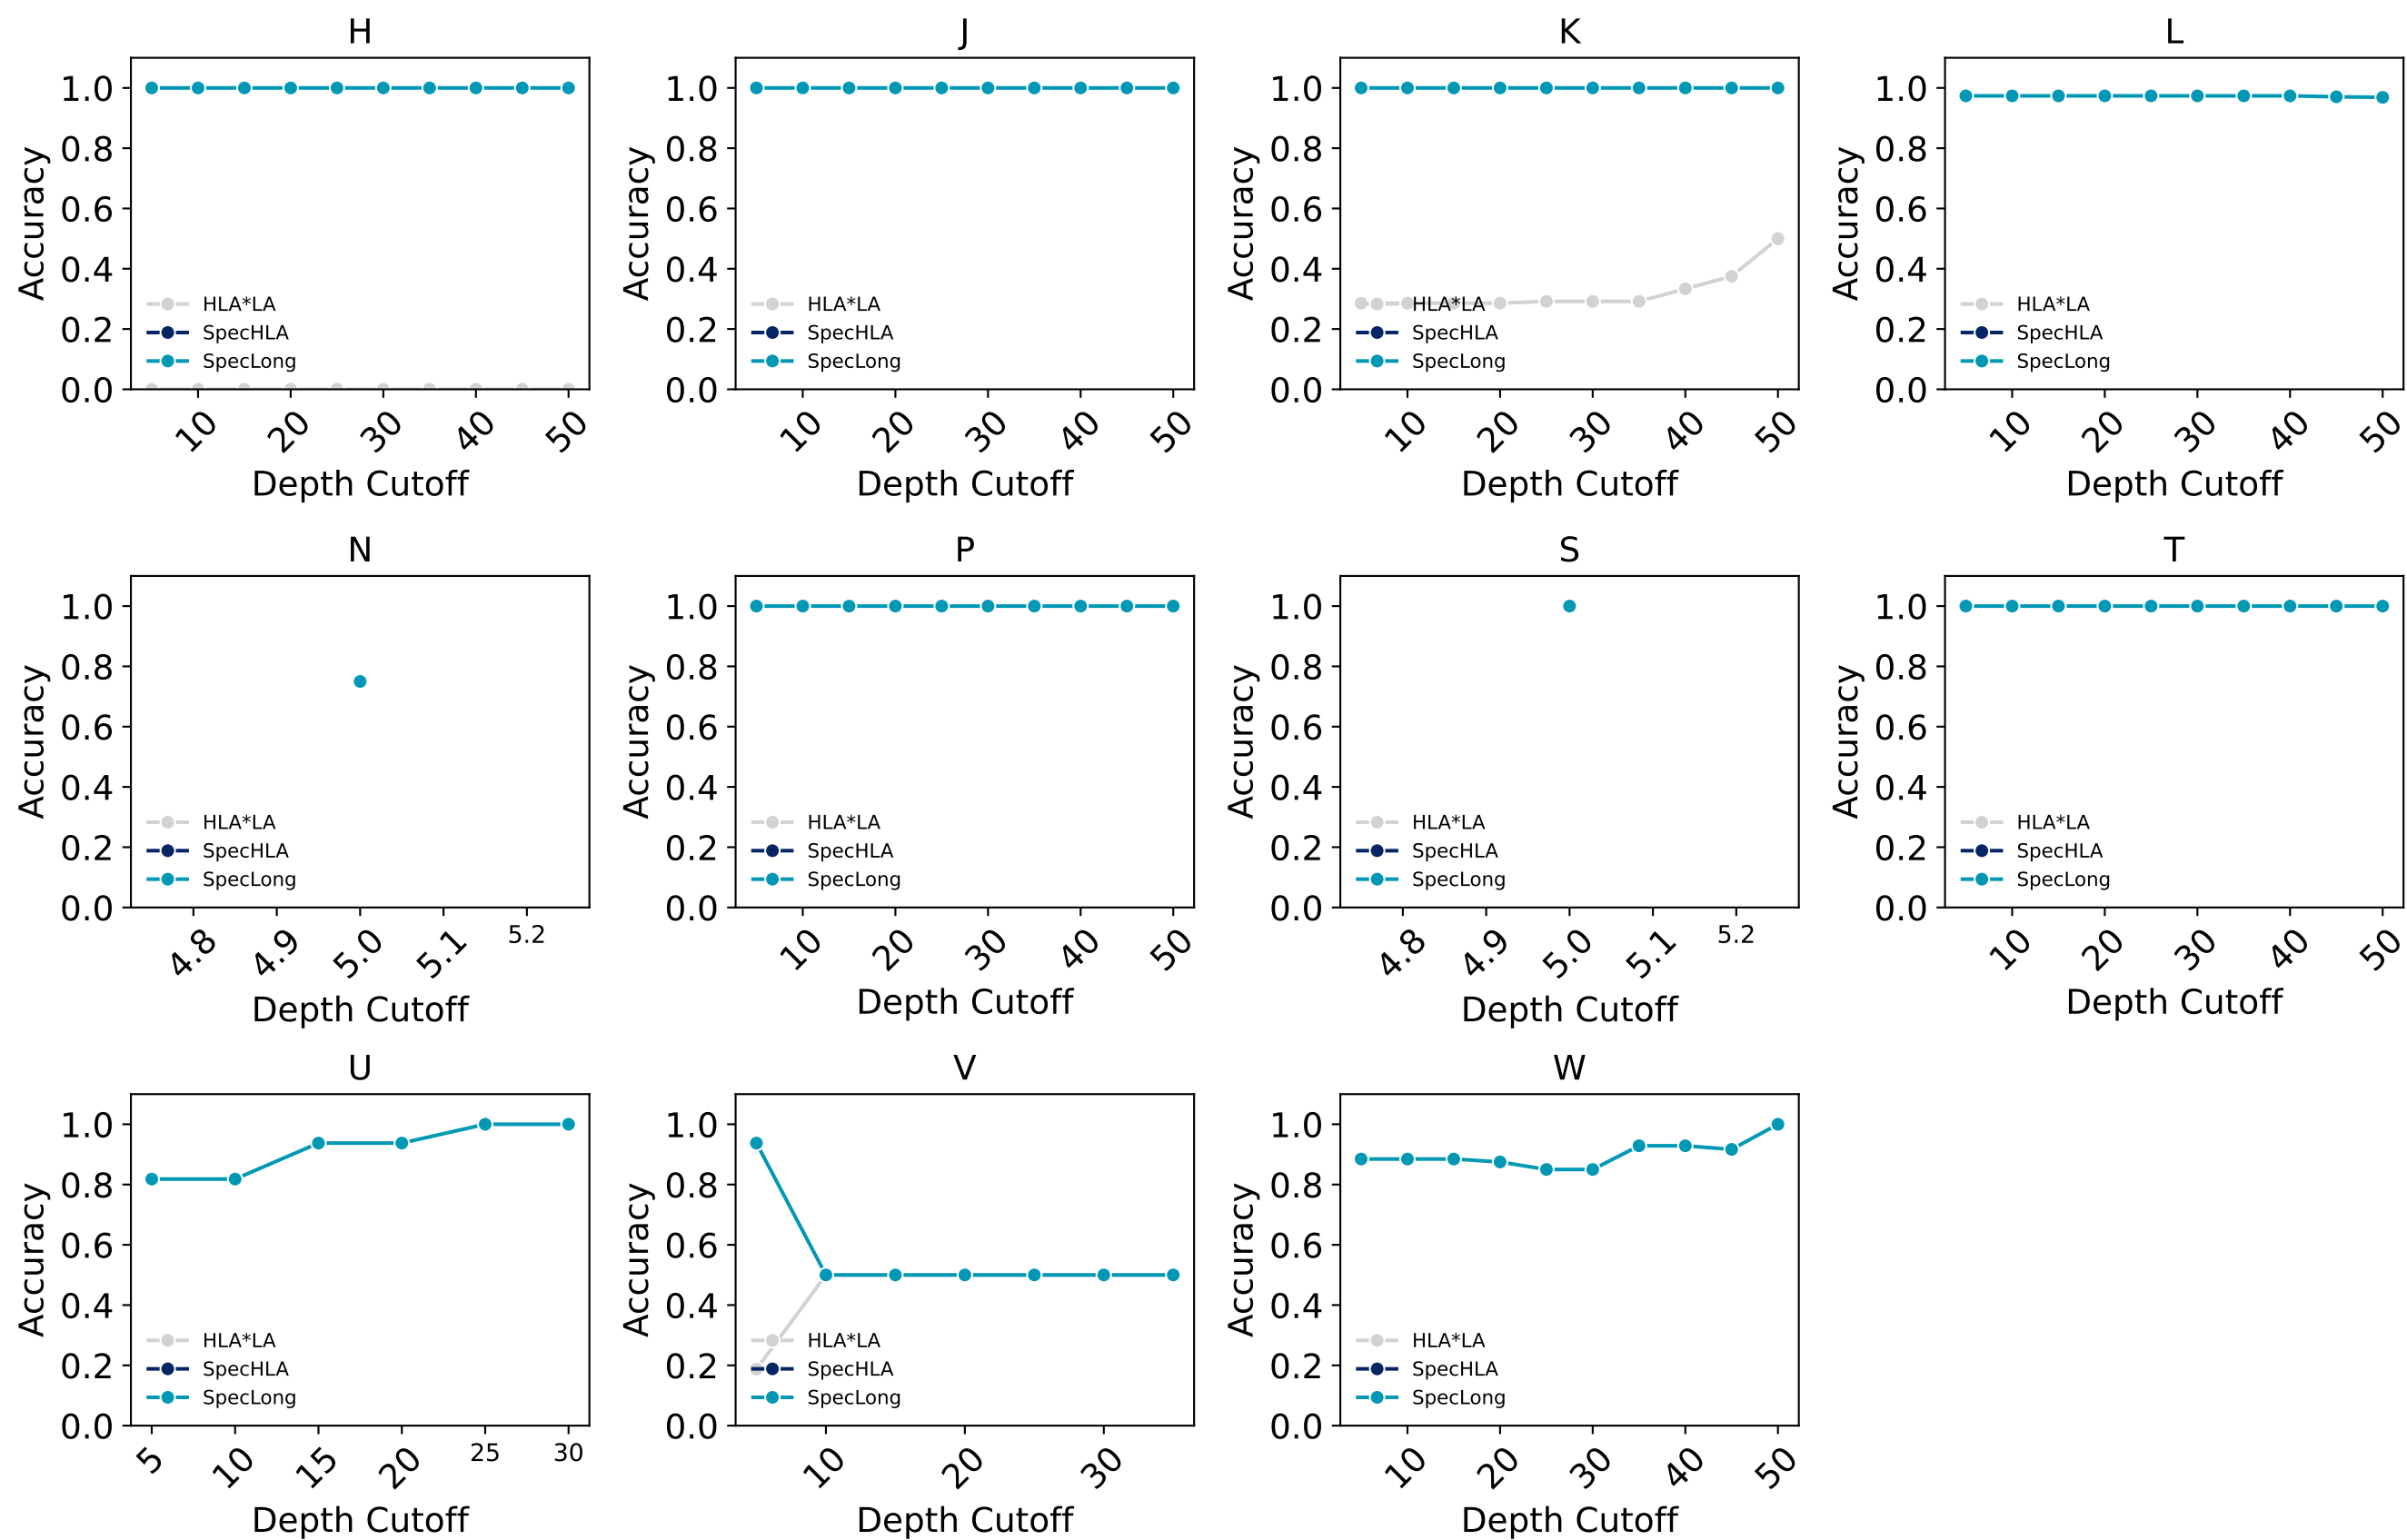 H
Accuracy
1.0
0.8
0.6
0.4
0.2
0.0
HLA*LA
SpecHLA
SpecLong
10 20 30 40 50
Depth Cutoff
J
Accuracy
1.0
0.8
0.6
0.4
0.2
0.0
HLA*LA
SpecHLA
SpecLong
10 20 30 40 50
Depth Cutoff
K
Accuracy
1.0
0.8
0.6
0.4
0.2
0.0
HLA*LA
SpecHLA
SpecLong
10 20 30 40 50
Depth Cutoff
L
Accuracy
1.0
0.8
0.6
0.4
0.2
0.0
HLA*LA
SpecHLA
SpecLong
10 20 30 40 50
Depth Cutoff
N
Accuracy
1.0
0.8
0.6
0.4
0.2
0.0
HLA*LA
SpecHLA
SpecLong
4.8 4.9 5.0 5.1 5.2
Depth Cutoff
P
Accuracy
1.0
0.8
0.6
0.4
0.2
0.0
HLA*LA
SpecHLA
SpecLong
10 20 30 40 50
Depth Cutoff
S
Accuracy
1.0
0.8
0.6
0.4
0.2
0.0
HLA*LA
SpecHLA
SpecLong
4.8 4.9 5.0 5.1 5.2
Depth Cutoff
T
Accuracy
1.0
0.8
0.6
0.4
0.2
0.0
HLA*LA
SpecHLA
SpecLong
10 20 30 40 50
Depth Cutoff
U
Accuracy
1.0
0.8
0.6
0.4
0.2
0.0
HLA*LA
SpecHLA
SpecLong
5 10 15 20 25 30
Depth Cutoff
V
Accuracy
1.0
0.8
0.6
0.4
0.2
0.0
HLA*LA
SpecHLA
SpecLong
10 20 30
Depth Cutoff
W
Accuracy
1.0
0.8
0.6
0.4
0.2
0.0
HLA*LA
SpecHLA
SpecLong
10 20 30 40 50
Depth Cutoff